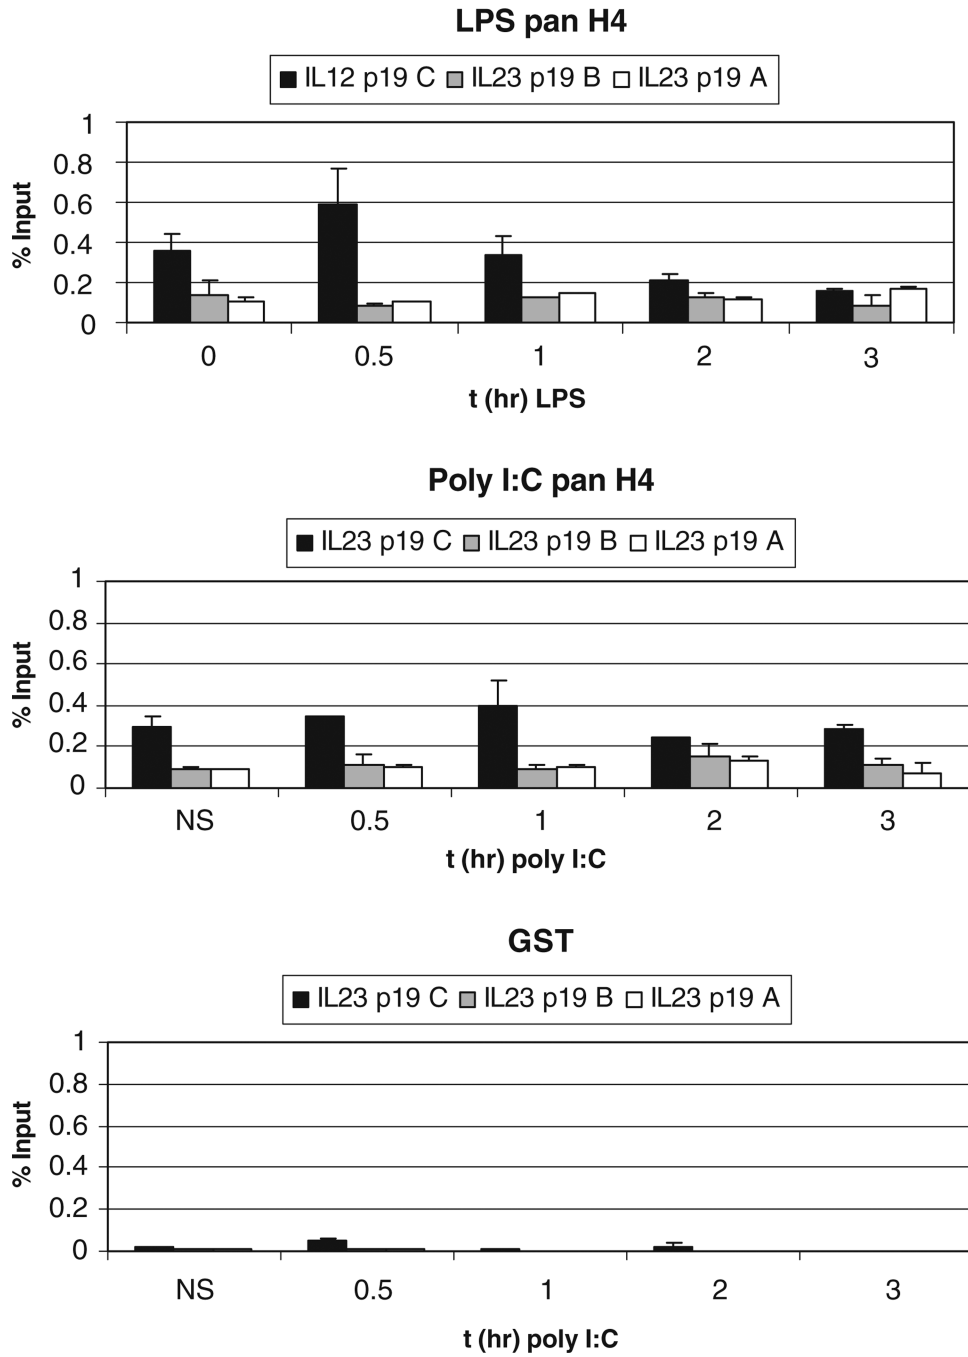 LPS pan H4
IL12 p19 C IL23 p19 B IL23 p19 A
% Input
1
0.8
0.6
0.4
0.2
0
0 0.5 1 2 3
t (hr) LPS
Poly I:C pan H4
IL23 p19 C IL23 p19 B IL23 p19 A
% Input
1
0.8
0.6
0.4
0.2
0
NS 0.5 1 2 3
t (hr) poly I:C
GST
IL23 p19 C IL23 p19 B IL23 p19 A
% Input
1
0.8
0.6
0.4
0.2
0
NS 0.5 1 2 3
t (hr) poly I:C